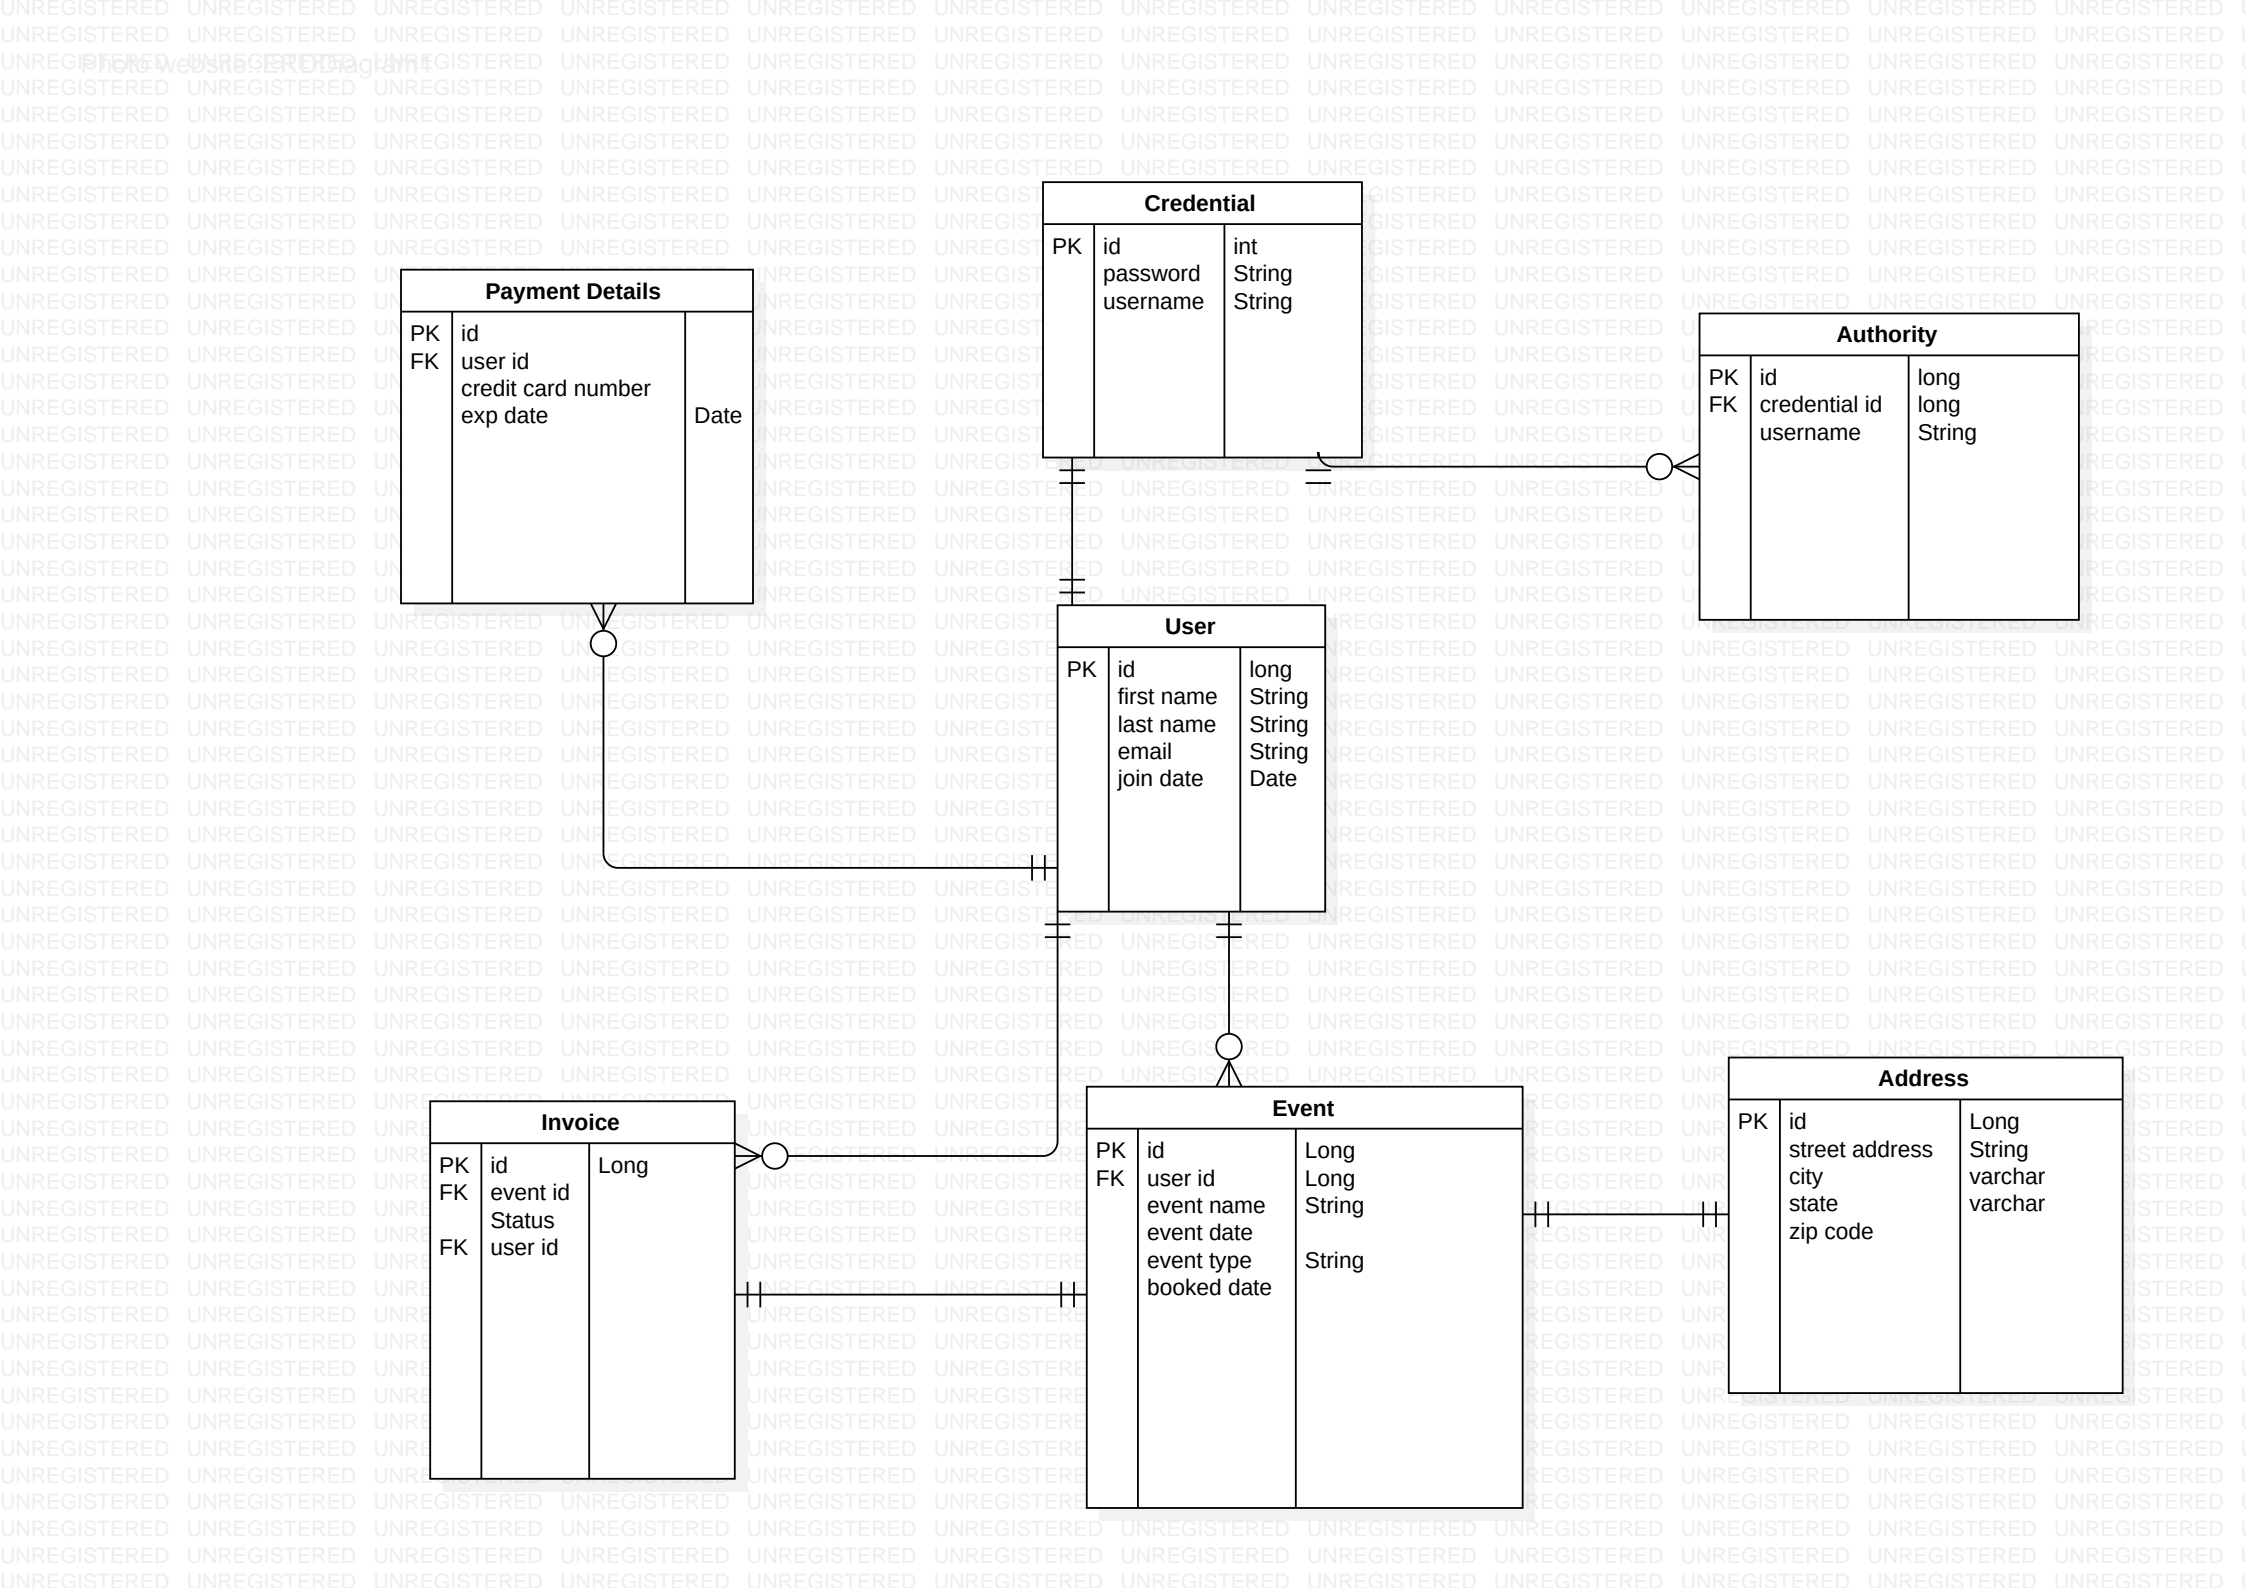 Photo website::ERDDiagram1
Credential
PK id int
password String
username String
Payment Details
PK id
FK user id
credit card number
exp date Date
Authority
PK id long
FK credential id long
username String
User
PK id long
first name String
last name String
email String
join date Date
Invoice
PK id Long
FK event id
Status
FK user id
Event
PK id Long
FK user id Long
event name String
event date
event type String
booked date
Address
PK id Long
street address String
city varchar
state varchar
zip code
UNREGISTERED